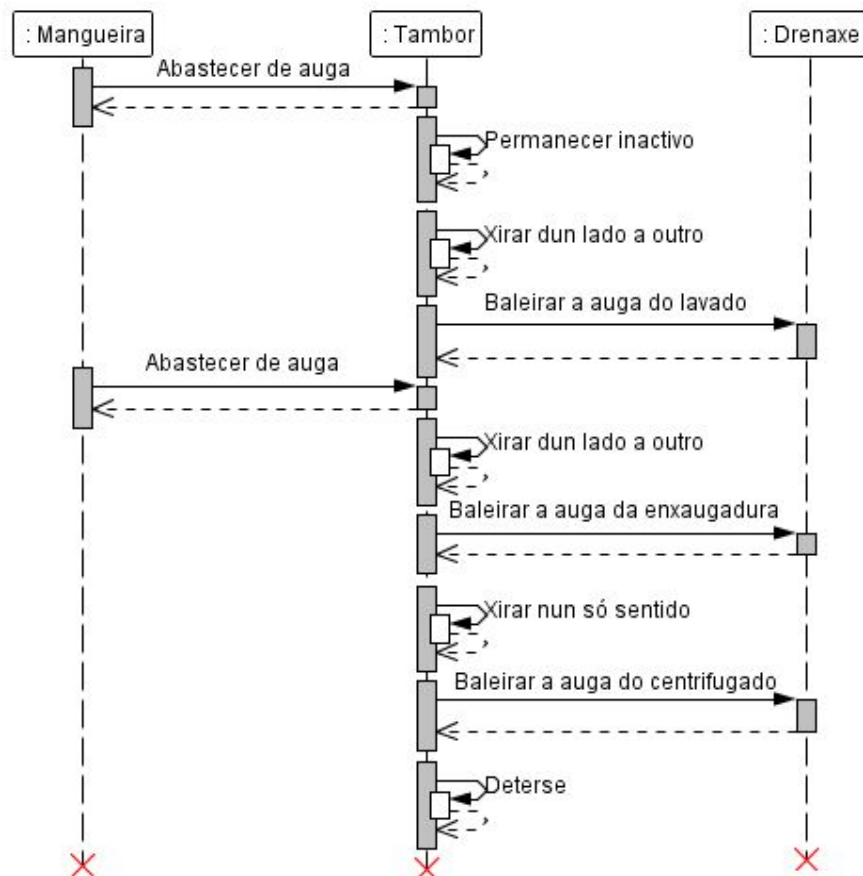 : Mangueira
: Tambor
: Drenaxe
Abastecer de auga
Permanecer inactivo
Xirar dun lado a outro
Baleirar a auga do lavado
Abastecer de auga
Xirar dun lado a outro
Baleirar a auga da enxaugadura
Xirar nun só sentido
Baleirar a auga do centrifugado
Deterse